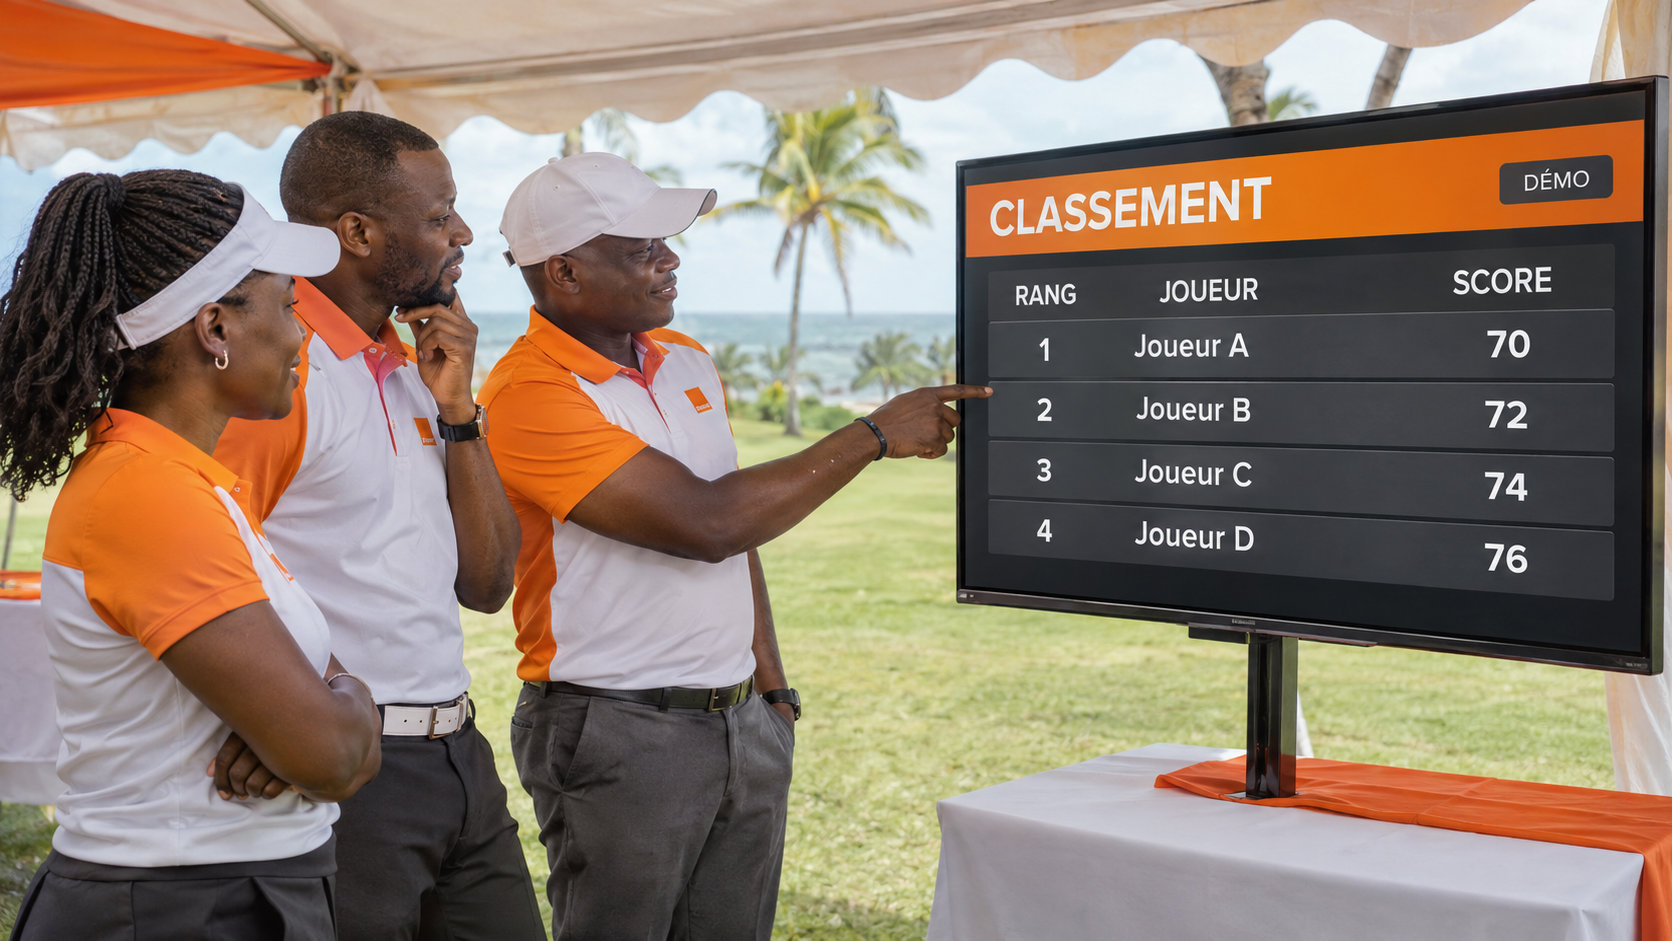 CLASSEMENT
DÉMO
RANG JOUEUR SCORE
1 Joueur A 70
2 Joueur B 72
3 Joueur C 74
4 Joueur D 76